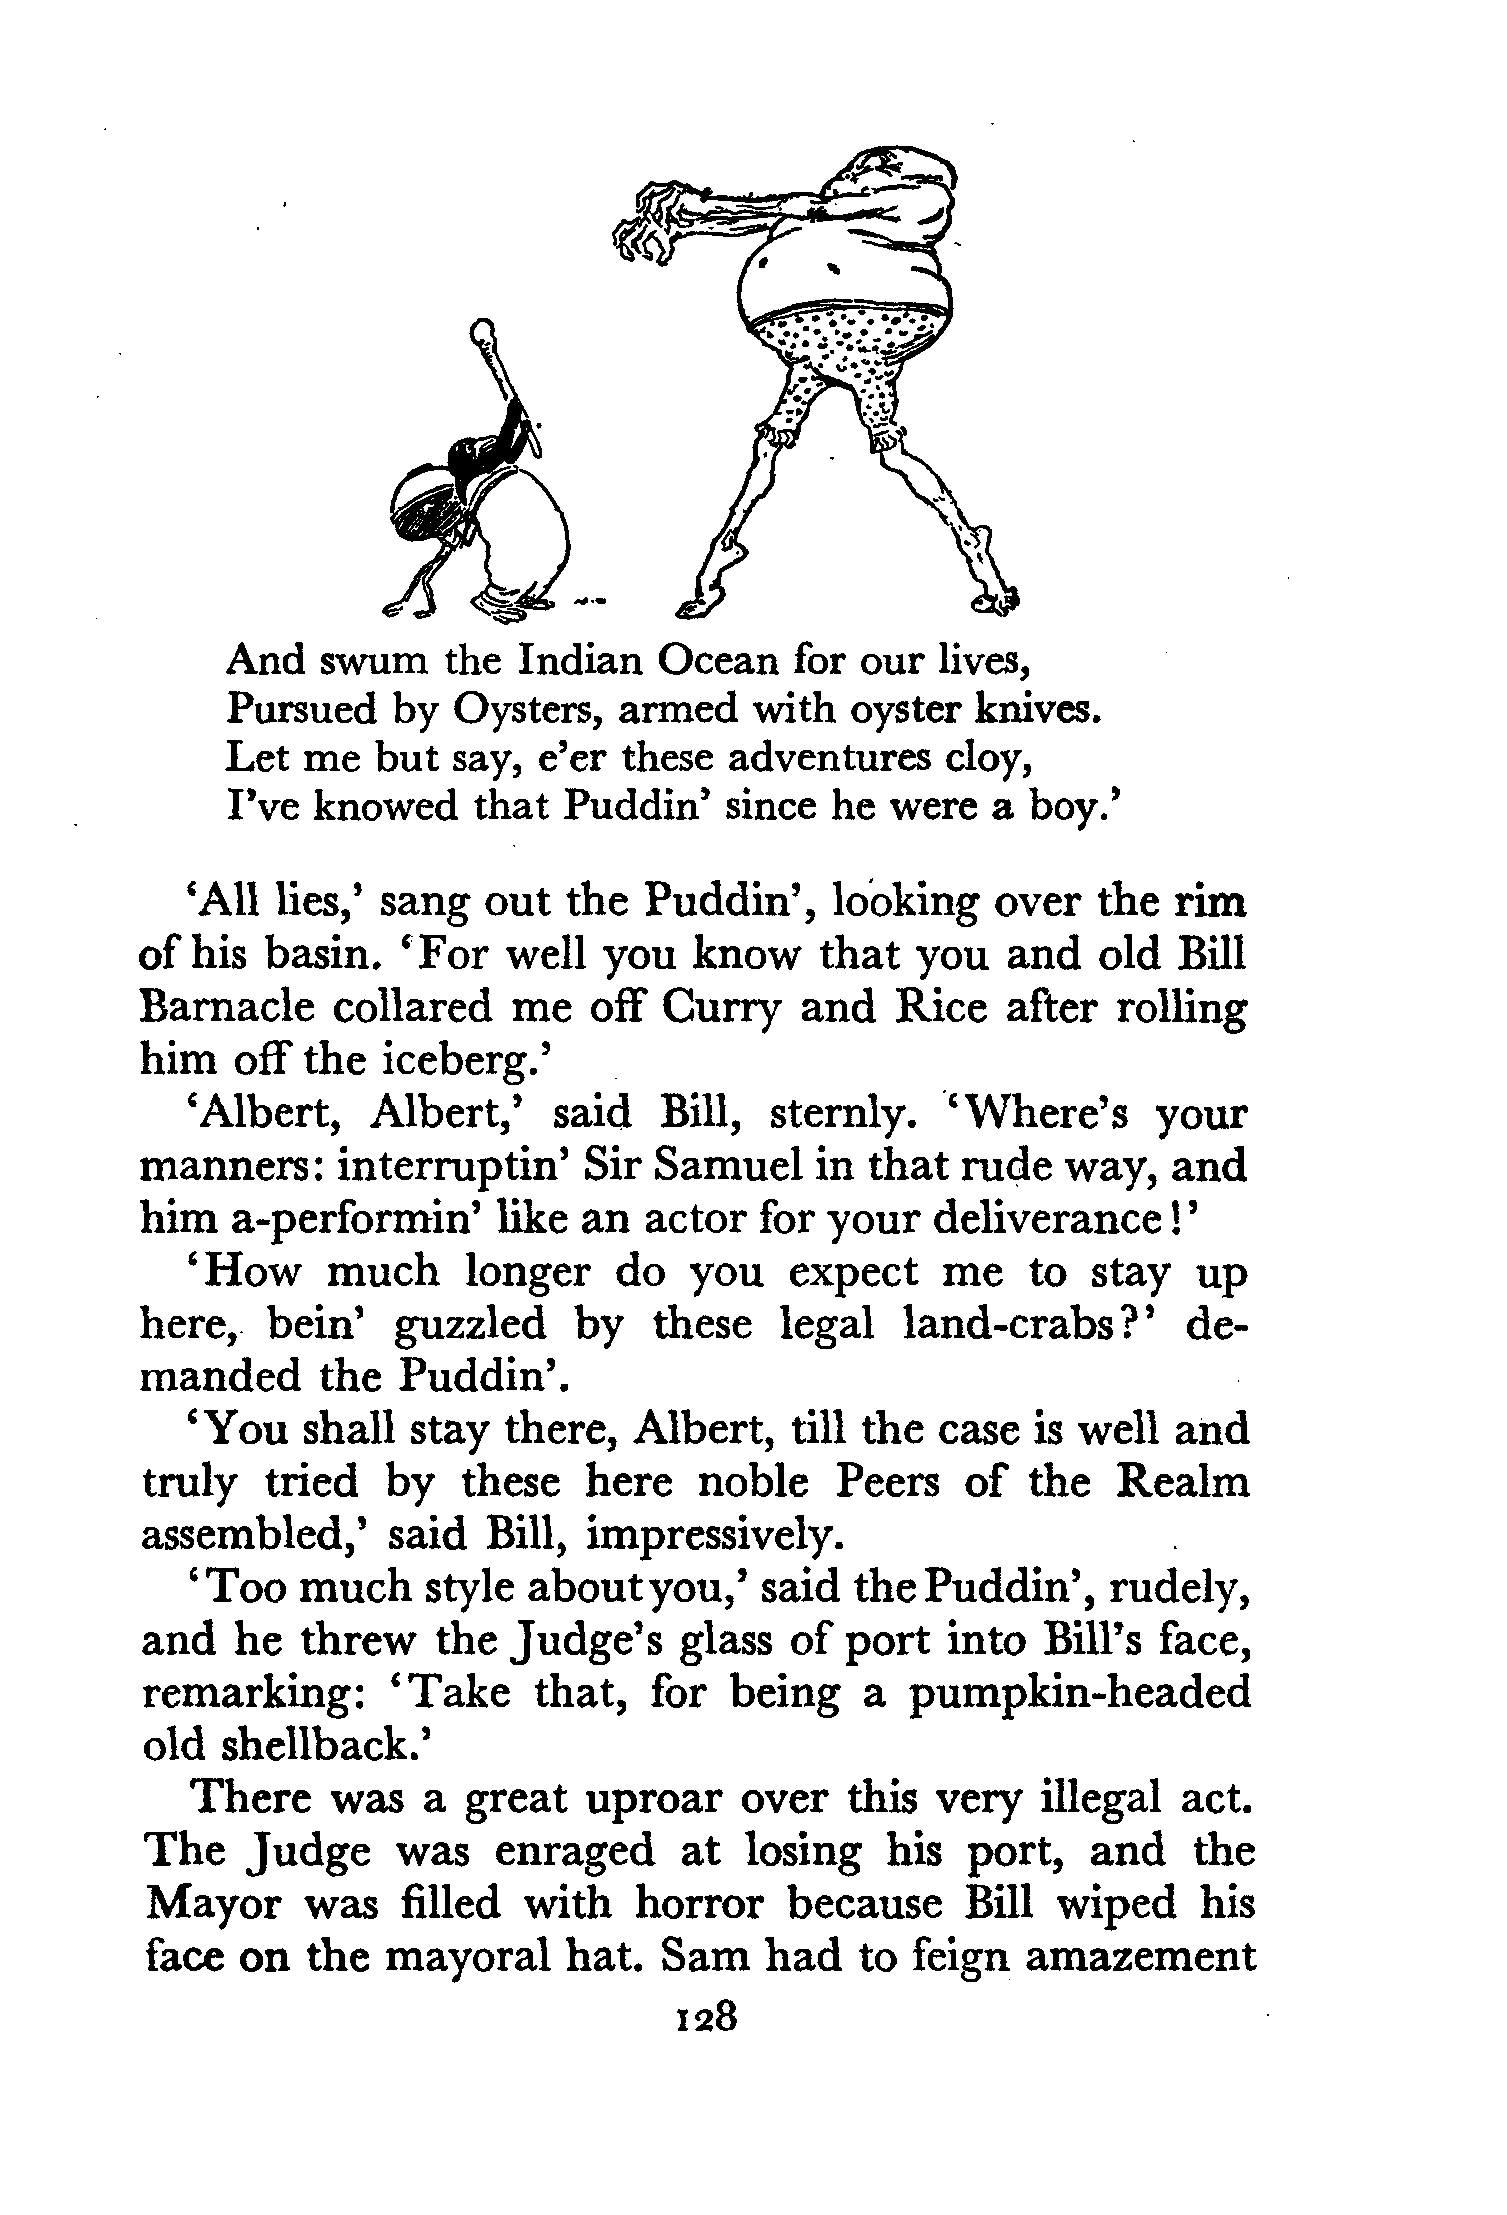 And swum the Indian Ocean for our lives,
Pursued by Oysters, armed with oyster knives.
Let me but say, e’er these adventures cloy,
I’ve knowed that Puddin’ since he were a boy.’
‘All lies,’ sang out the Puddin’, looking over the rim
of his basin. ‘For well you know that you and old Bill
Barnacle collared me off Curry and Rice after rolling
him off the iceberg.’
‘Albert, Albert,’ said Bill, sternly. ‘Where’s your
manners: interruptin’ Sir Samuel in that rude way, and
him a-performin’ like an actor for your deliverance!’
‘How much longer do you expect me to stay up
here, bein’ guzzled by these legal land-crabs?’ de-
manded the Puddin’.
‘You shall stay there, Albert, till the case is well and
truly tried by these here noble Peers of the Realm
assembled,’ said Bill, impressively.
‘Too much style about you,’ said the Puddin’, rudely,
and he threw the Judge’s glass of port into Bill’s face,
remarking: ‘Take that, for being a pumpkin-headed
old shellback.’
There was a great uproar over this very illegal act.
The Judge was enraged at losing his port, and the
Mayor was filled with horror because Bill wiped his
face on the mayoral hat. Sam had to feign amazement
128